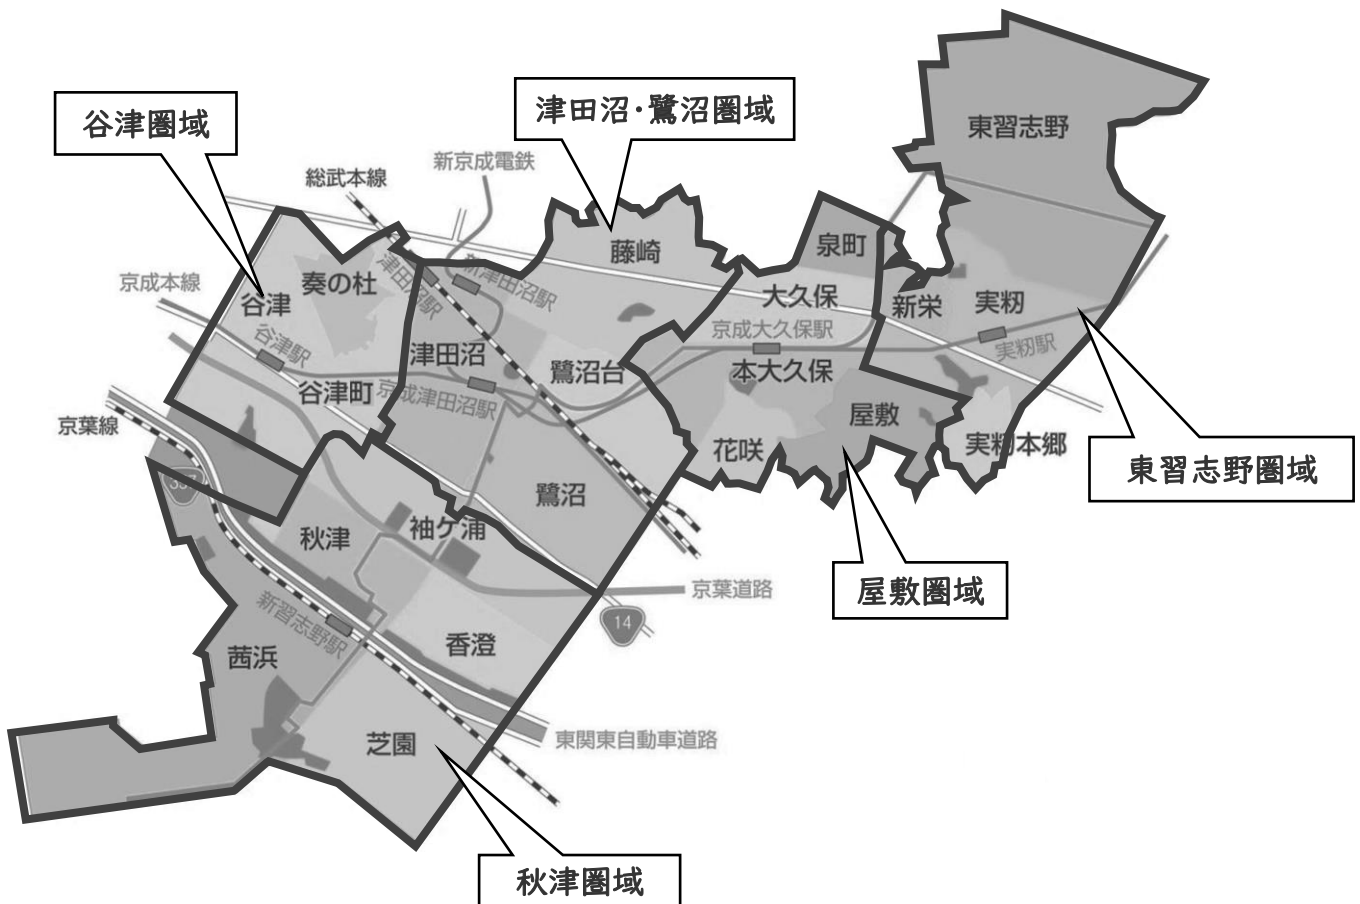 谷津圏域
津田沼・鷺沼圏域
東習志野
新京成電鉄
総武本線
藤崎
泉町
京成本線
奏の杜
谷津
津田沼駅
新津田沼駅
大久保
新栄
実籾
京成大久保駅
実籾駅
谷津駅
津田沼
鷺沼台
本大久保
谷津町
京成津田沼駅
屋敷
京葉線
花咲
実籾本郷
東習志野圏域
357
鷺沼
秋津
袖ケ浦
屋敷圏域
京葉道路
新習志野駅
14
香澄
茜浜
芝園
東関東自動車道路
秋津圏域